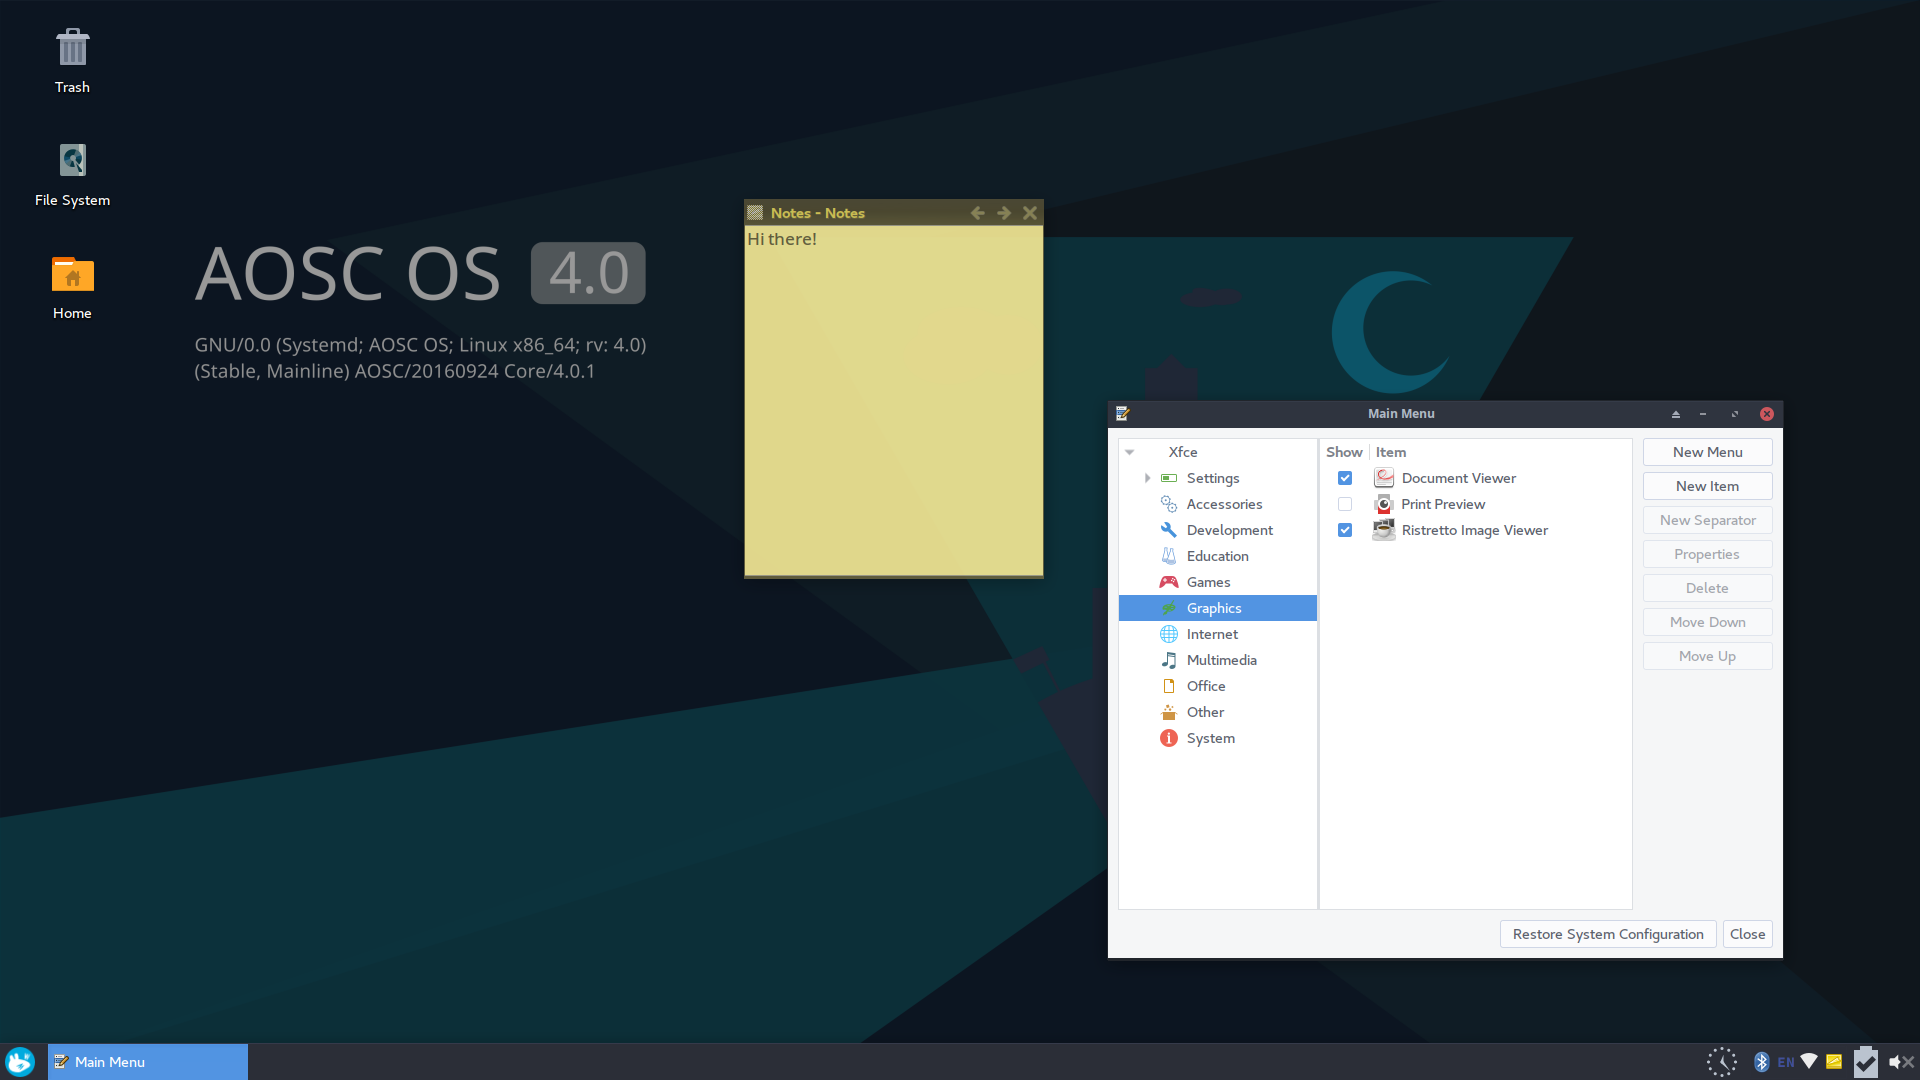 Trash
File System
Home
AOSC OS 4.0
GNU/0.0 (Systemd; AOSC OS; Linux x86_64; rv: 4.0)
(Stable, Mainline) AOSC/20160924 Core/4.0.1
Notes - Notes
Hi there!
Main Menu
Xfce
Settings
Accessories
Development
Education
Games
Graphics
Internet
Multimedia
Office
Other
System
Show Item
Document Viewer
Print Preview
Ristretto Image Viewer
New Menu
New Item
New Separator
Properties
Delete
Move Down
Move Up
Restore System Configuration
Close
Main Menu
EN